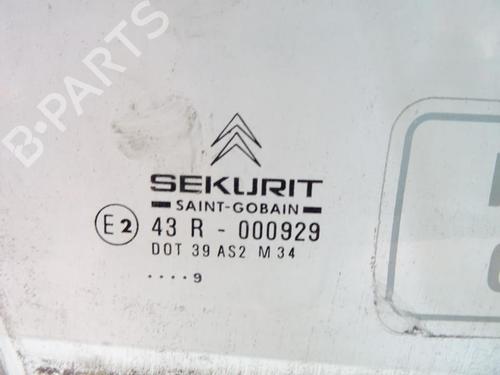 B-PARTS
SEKURIT
SAINT-GOBAIN
E2 43 R - 000929
DOT 39 AS2 M 34
....9